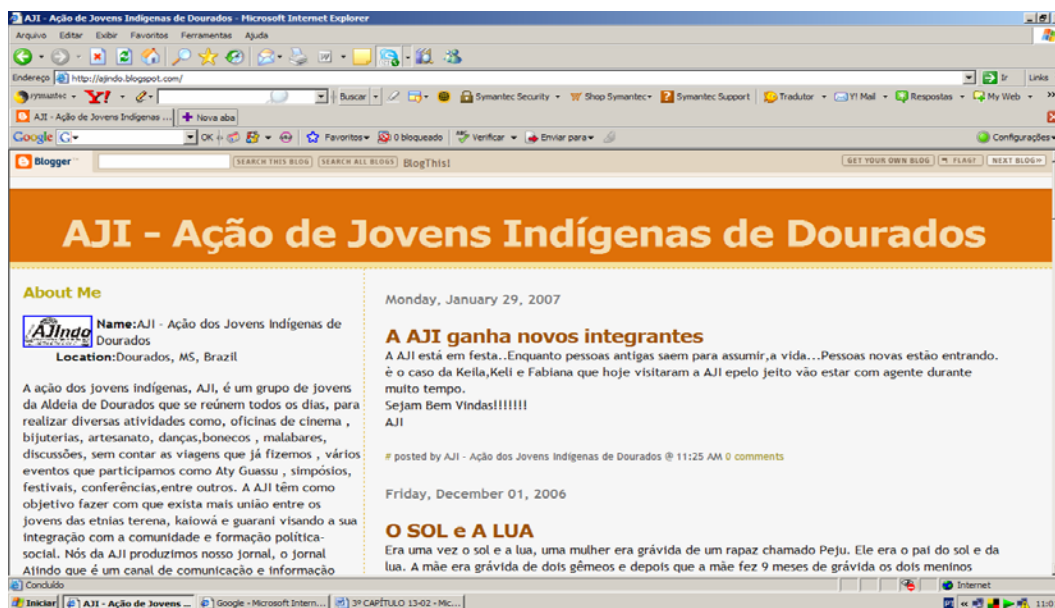 AJI - Ação de Jovens Indígenas de Dourados - Microsoft Internet Explorer
Arquivo Editar Exibir Favoritos Ferramentas Ajuda
Endereço http://ajindo.blogspot.com/ Ir Links
Y! Buscar Symantec Security Shop Symantec Symantec Support Tradutor Y! Mail Respostas My Web
AJI - Ação de Jovens Indígenas ... Nova aba
Google G OK Favoritos 0 bloqueado Verificar Enviar para Configurações
Blogger SEARCH THIS BLOG SEARCH ALL BLOGS BlogThis! GET YOUR OWN BLOG FLAG? NEXT BLOG»
AJI - Ação de Jovens Indígenas de Dourados
About Me
AJIndo
Name:AJI - Ação dos Jovens Indígenas de
Dourados
Location:Dourados, MS, Brazil
A ação dos jovens indígenas, AJI, é um grupo de jovens
da Aldeia de Dourados que se reúnem todos os dias, para
realizar diversas atividades como, oficinas de cinema ,
bijuterias, artesanato, danças,bonecos , malabares,
discussões, sem contar as viagens que já fizemos , vários
eventos que participamos como Aty Guassu , simpósios,
festivais, conferências,entre outros. A AJI têm como
objetivo fazer com que exista mais união entre os
jovens das etnias terena, kaiowá e guarani visando a sua
integração com a comunidade e formação política-
social. Nós da AJI produzimos nosso jornal, o jornal
Ajindo que é um canal de comunicação e informação
Monday, January 29, 2007
A AJI ganha novos integrantes
A AJI está em festa..Enquanto pessoas antigas saem para assumir,a vida...Pessoas novas estão entrando.
è o caso da Keila,Keli e Fabiana que hoje visitaram a AJI epelo jeito vão estar com agente durante
muito tempo.
Sejam Bem Vindas!!!!!!!
AJI
# posted by AJI - Ação dos Jovens Indígenas de Dourados @ 11:25 AM 0 comments
Friday, December 01, 2006
O SOL e A LUA
Era uma vez o sol e a lua, uma mulher era grávida de um rapaz chamado Peju. Ele era o pai do sol e da
lua. A mãe era grávida de dois gêmeos e depois que a mãe fez 9 meses de grávida os dois meninos
Concluído Internet
Iniciar AJI - Ação de Jovens ... Google - Microsoft Intern... 3º CAPÍTULO 13-02 - Mic...